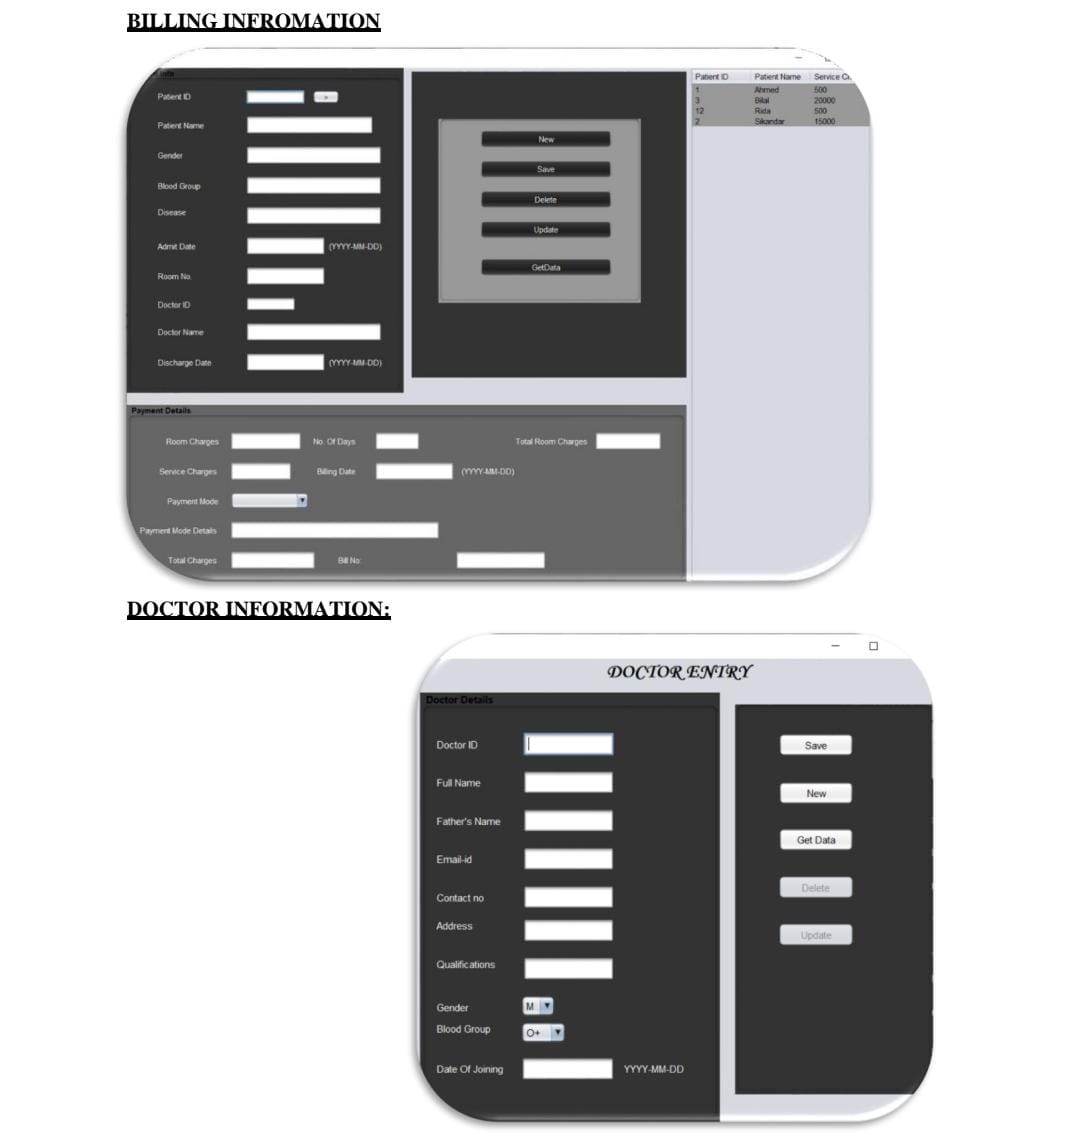 BILLING INFROMATION
Info
Patient ID >
Patient Name
Gender
Blood Group
Disease
Admit Date (YYYY-MM-DD)
Room No.
Doctor ID
Doctor Name
Discharge Date (YYYY-MM-DD)
New
Save
Delete
Update
GetData
Patient ID Patient Name Service Ch
1 Ahmed 500
3 Bilal 20000
12 Rida 500
2 Sikandar 15000
Payment Details
Room Charges No. Of Days Total Room Charges
Service Charges Billing Date (YYYY-MM-DD)
Payment Mode
Payment Mode Details
Total Charges Bill No:
DOCTOR INFORMATION:
DOCTOR ENTRY
Doctor Details
Doctor ID
Full Name
Father's Name
Email-id
Contact no
Address
Qualifications
Gender M
Blood Group O+
Date Of Joining YYYY-MM-DD
Save
New
Get Data
Delete
Update